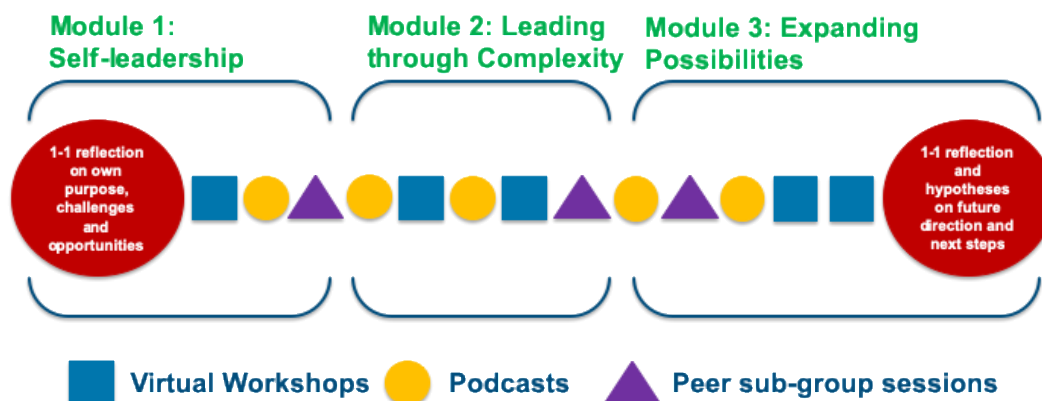 Module 1:
Self-leadership
Module 2: Leading
through Complexity
Module 3: Expanding
Possibilities
1-1 reflection
on own
purpose,
challenges
and
opportunities
1-1 reflection
and
hypotheses
on future
direction and
next steps
Virtual Workshops
Podcasts
Peer sub-group sessions